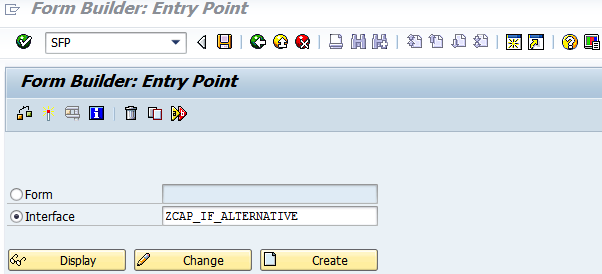 Form Builder: Entry Point
SFP
Form Builder: Entry Point
Form
Interface ZCAP_IF_ALTERNATIVE
Display Change Create